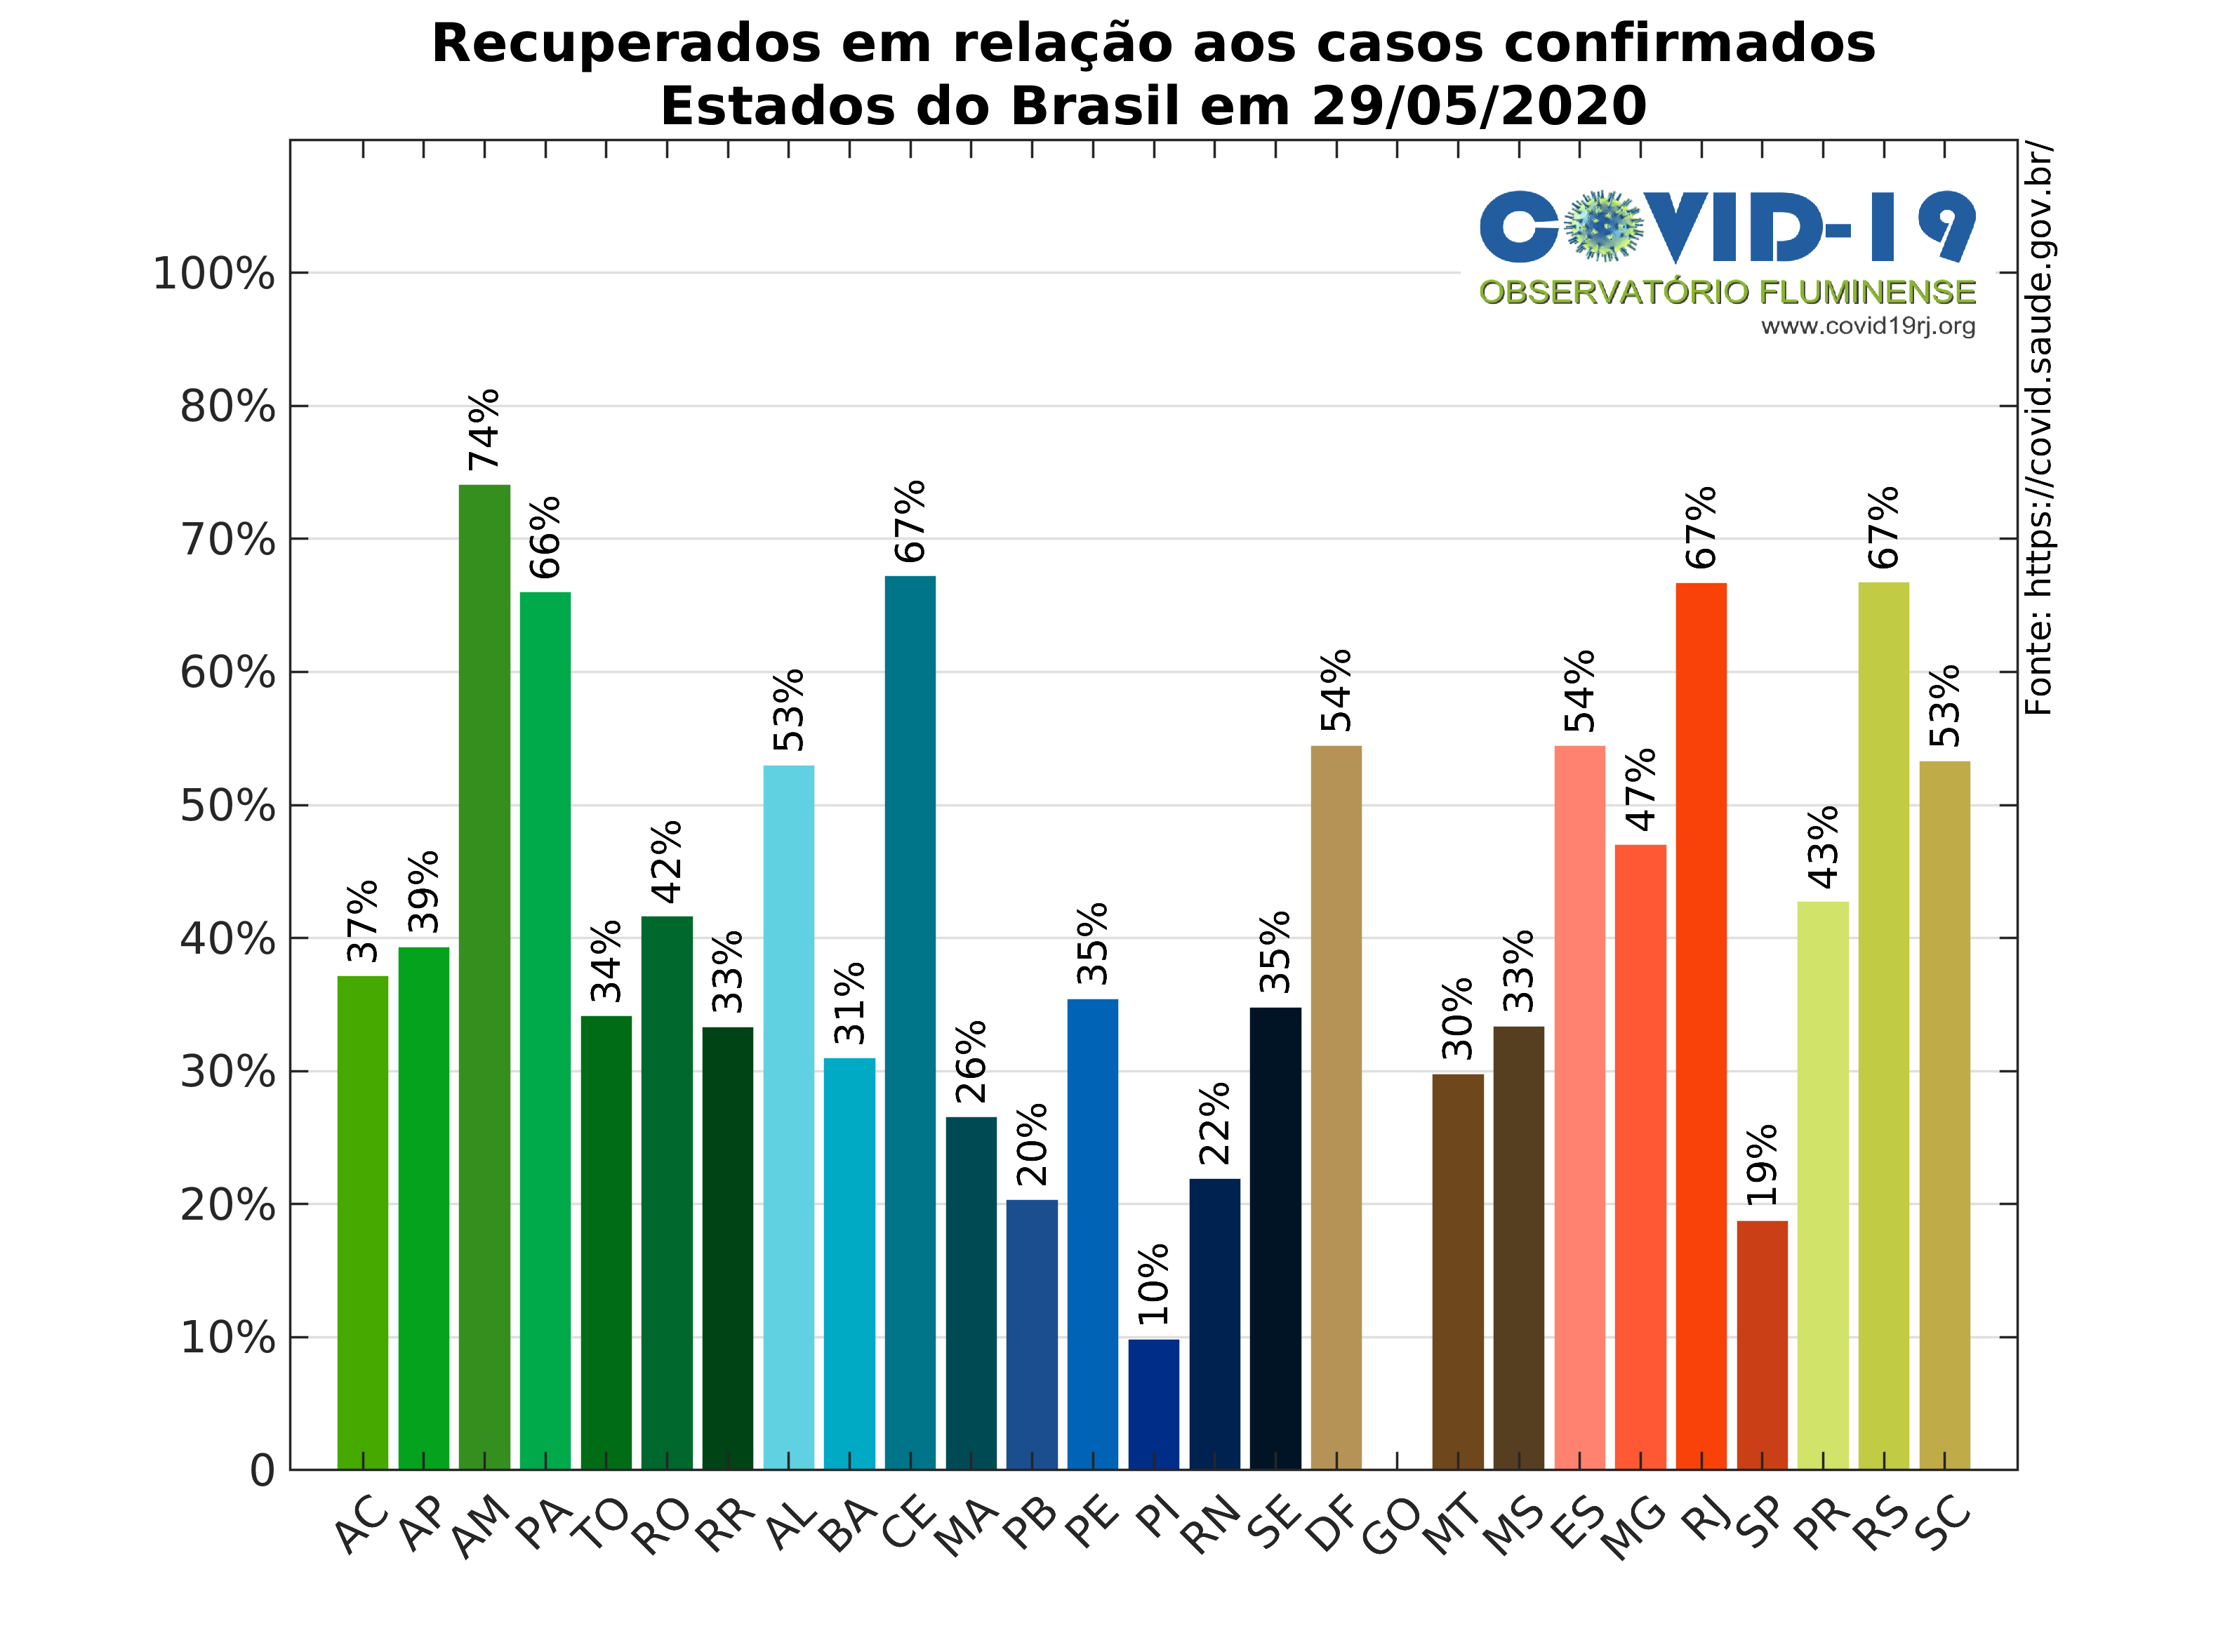 Recuperados em relação aos casos confirmados
Estados do Brasil em 29/05/2020
COVID-19
OBSERVATÓRIO FLUMINENSE
www.covid19rj.org
Fonte: https://covid.saude.gov.br/
100%
80%
70%
60%
50%
40%
30%
20%
10%
0
37%
39%
74%
66%
34%
42%
33%
53%
31%
67%
26%
20%
35%
10%
22%
35%
54%
30%
33%
54%
47%
67%
19%
43%
67%
53%
AC
AP
AM
PA
TO
RO
RR
AL
BA
CE
MA
PB
PE
PI
RN
SE
DF
GO
MT
MS
ES
MG
RJ
SP
PR
RS
SC